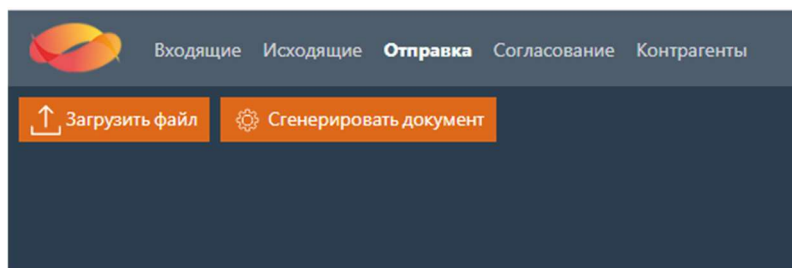 Входящие Исходящие Отправка Согласование Контрагенты
Загрузить файл Сгенерировать документ